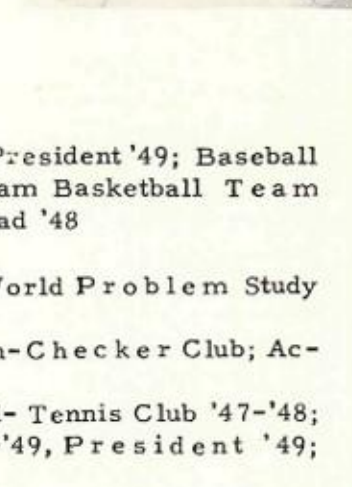 President '49; Baseball
am Basketball Team
ad '48
World Problem Study
n-Checker Club; Ac-
- Tennis Club '47-'48;
'49, President '49;